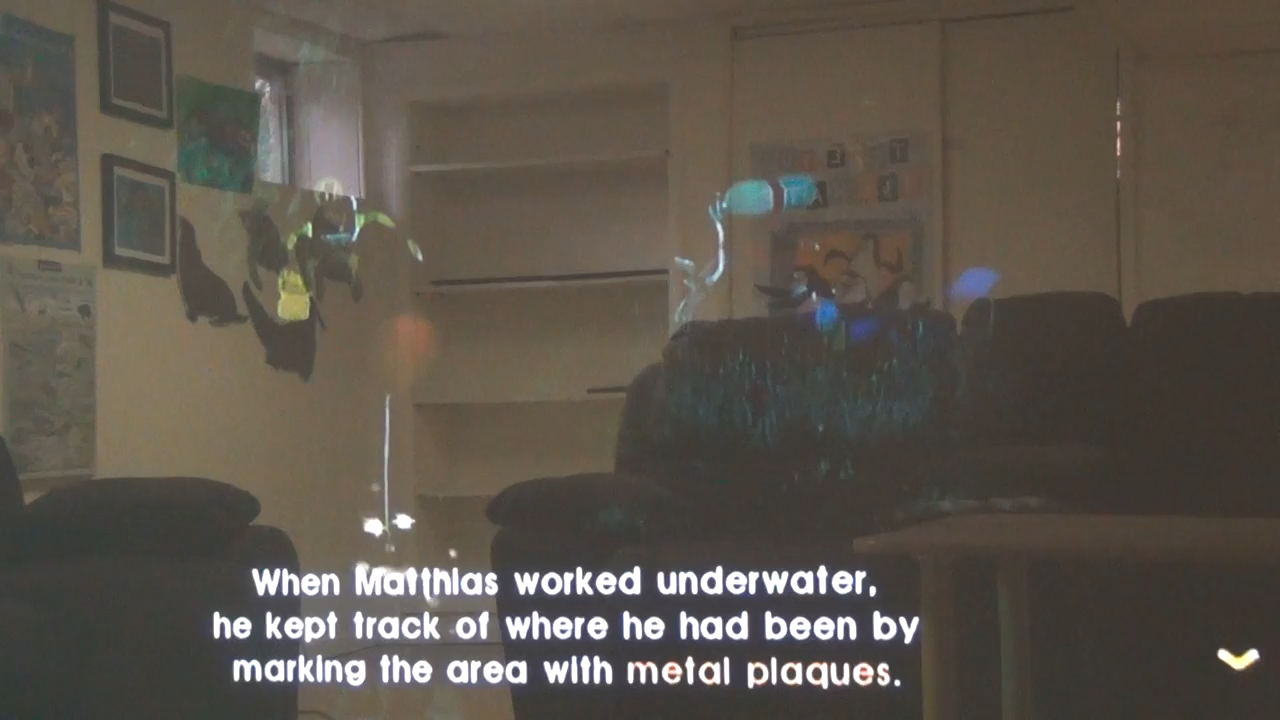 When Matthias worked underwater,
he kept track of where he had been by
marking the area with metal plaques.